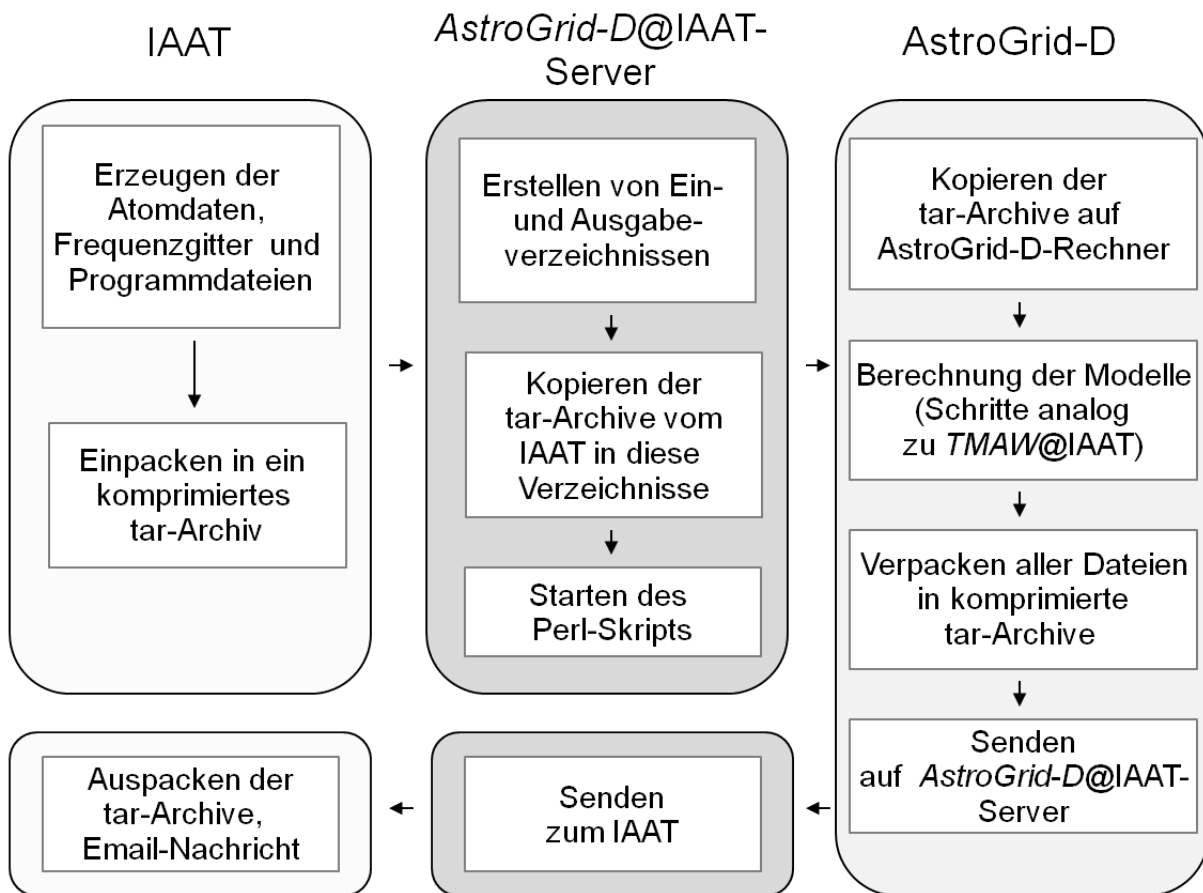 IAAT
Erzeugen der
Atomdaten,
Frequenzgitter und
Programmdateien
Einpacken in ein
komprimiertes
tar-Archiv
AstroGrid-D@IAAT-
Server
Erstellen von Ein-
und Ausgabe-
verzeichnissen
Kopieren der
tar-Archive vom
IAAT in diese
Verzeichnisse
Starten des
Perl-Skripts
AstroGrid-D
Kopieren der
tar-Archive auf
AstroGrid-D-Rechner
Berechnung der Modelle
(Schritte analog
zu TMAW@IAAT)
Verpacken aller Dateien
in komprimierte
tar-Archive
Senden
auf AstroGrid-D@IAAT-
Server
Senden
zum IAAT
Auspacken der
tar-Archive,
Email-Nachricht